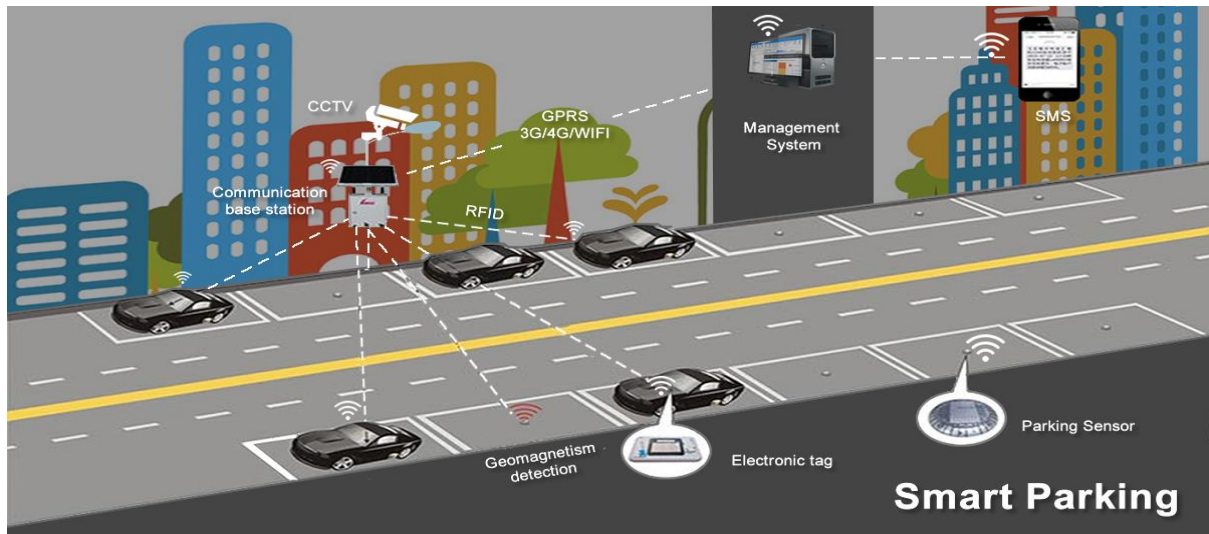 CCTV
GPRS
3G/4G/WIFI
Management
System
SMS
Communication
base station
RFID
Geomagnetism
detection
Electronic tag
Parking Sensor
Smart Parking